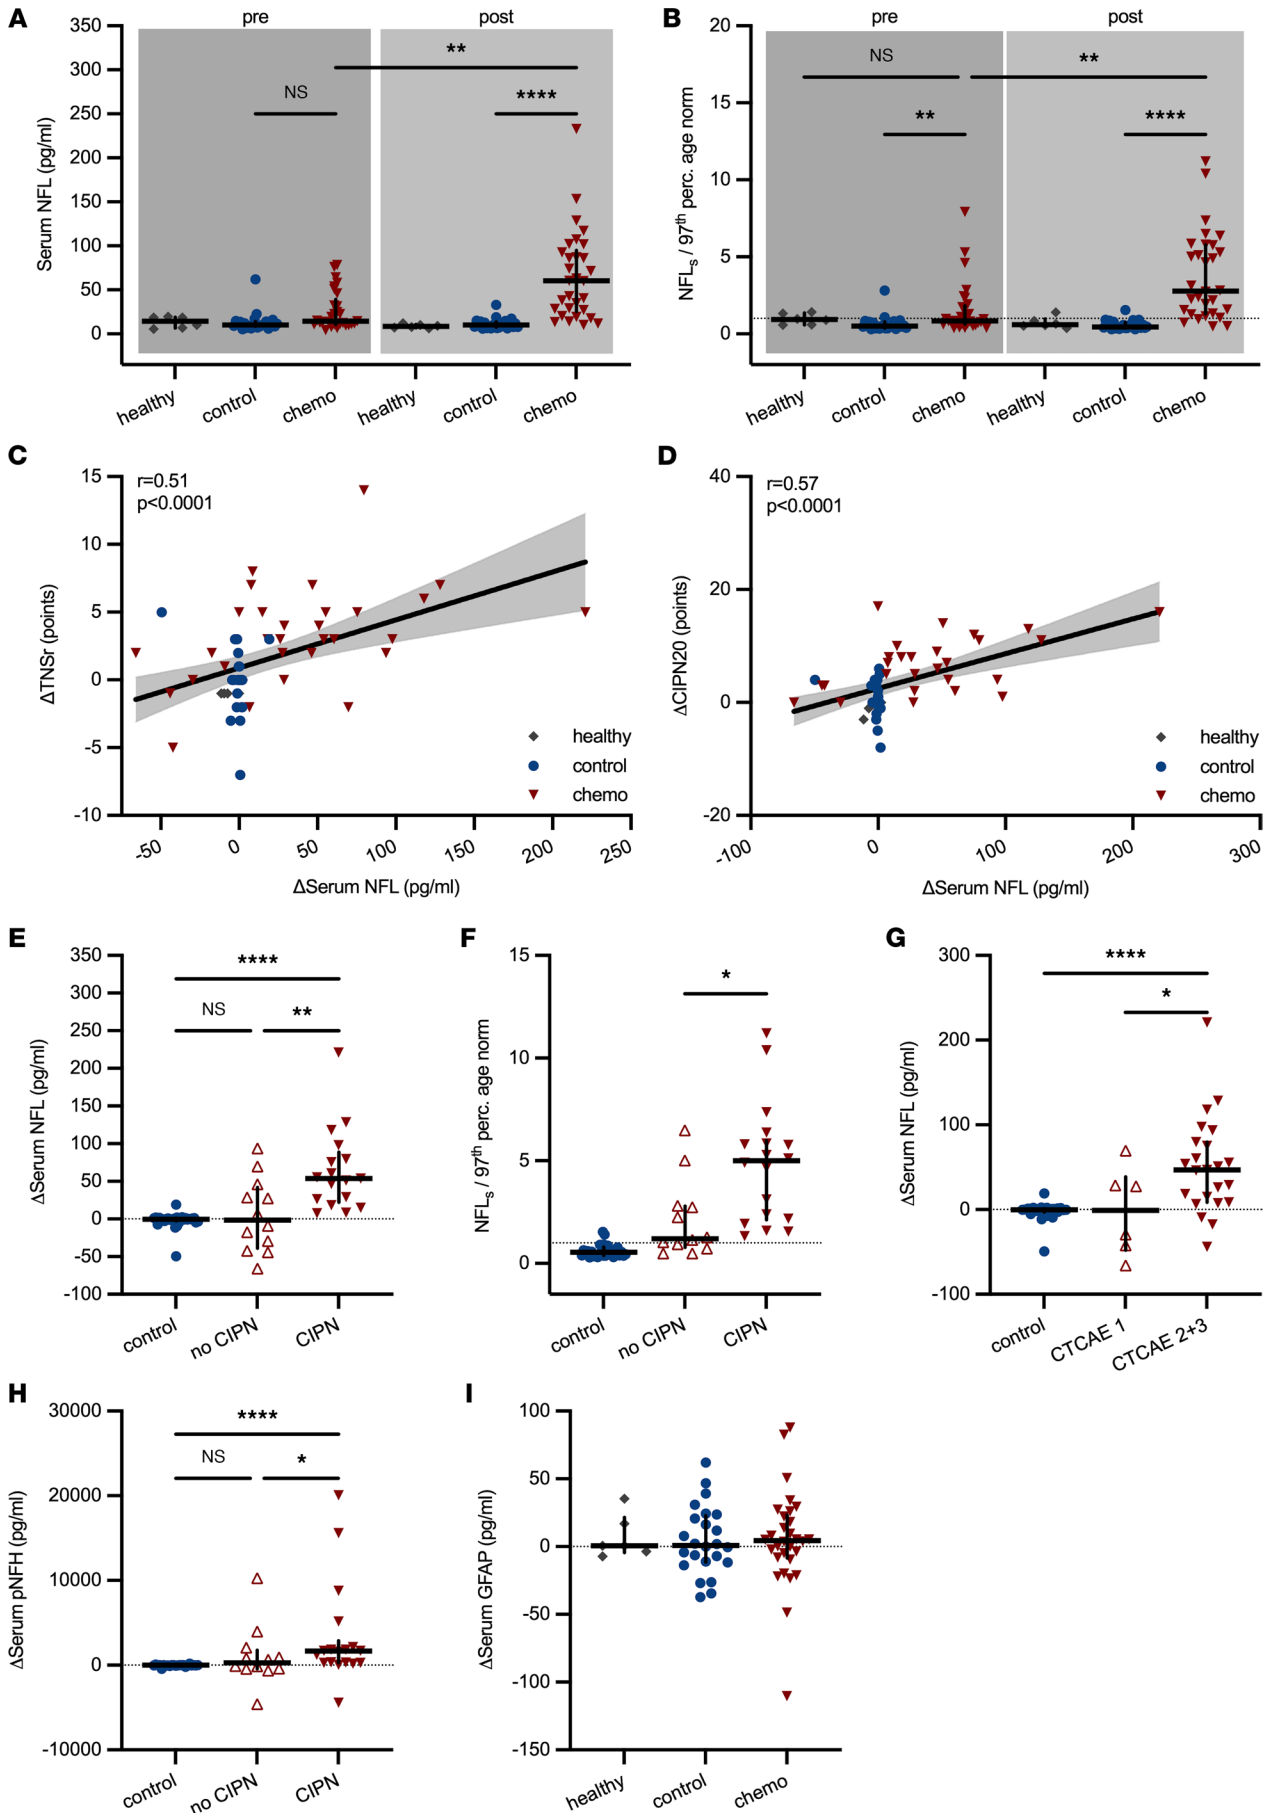 A
pre
post
Serum NFL (pg/ml)
350
300
250
200
150
100
50
0
NS
**
****
healthy
control
chemo
healthy
control
chemo
B
pre
post
NFLs / 97th perc. age norm
20
15
10
5
0
NS
**
**
****
healthy
control
chemo
healthy
control
chemo
C
r=0.51
p<0.0001
ΔTNSr (points)
15
10
5
0
-5
-10
healthy
control
chemo
-50
0
50
100
150
200
250
ΔSerum NFL (pg/ml)
D
r=0.57
p<0.0001
ΔCIPN20 (points)
40
20
0
-20
healthy
control
chemo
-100
0
100
200
300
ΔSerum NFL (pg/ml)
E
ΔSerum NFL (pg/ml)
350
300
250
200
150
100
50
0
-50
-100
****
NS
**
control
no CIPN
CIPN
F
NFLs / 97th perc. age norm
15
10
5
0
*
control
no CIPN
CIPN
G
ΔSerum NFL (pg/ml)
300
200
100
0
-100
****
*
control
CTCAE 1
CTCAE 2+3
H
ΔSerum pNFH (pg/ml)
30000
20000
10000
0
-10000
****
NS
*
control
no CIPN
CIPN
I
ΔSerum GFAP (pg/ml)
100
50
0
-50
-100
-150
healthy
control
chemo